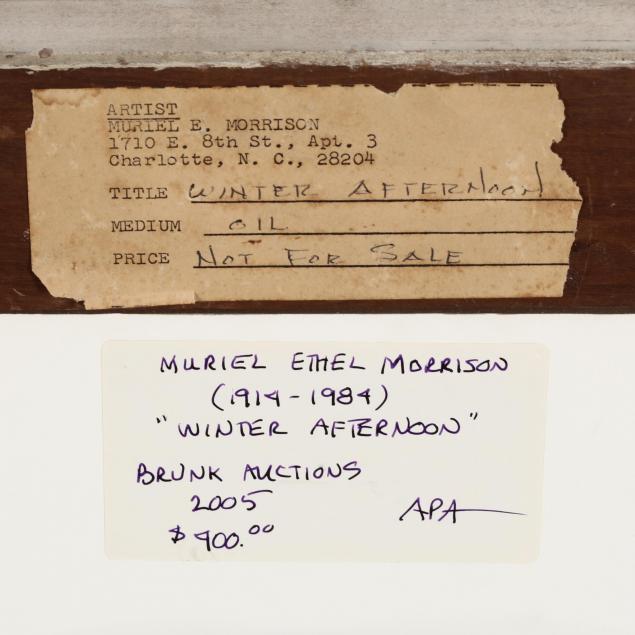 ARTIST
MURIEL E. MORRISON
1710 E. 8th St., Apt. 3
Charlotte, N. C., 28204
TITLE WINTER AFTERNOON
MEDIUM OIL
PRICE NOT FOR SALE
MURIEL ETHEL MORRISON
(1914-1984)
"WINTER AFTERNOON"
BRUNK AUCTIONS
2005
$ 900.00
APA